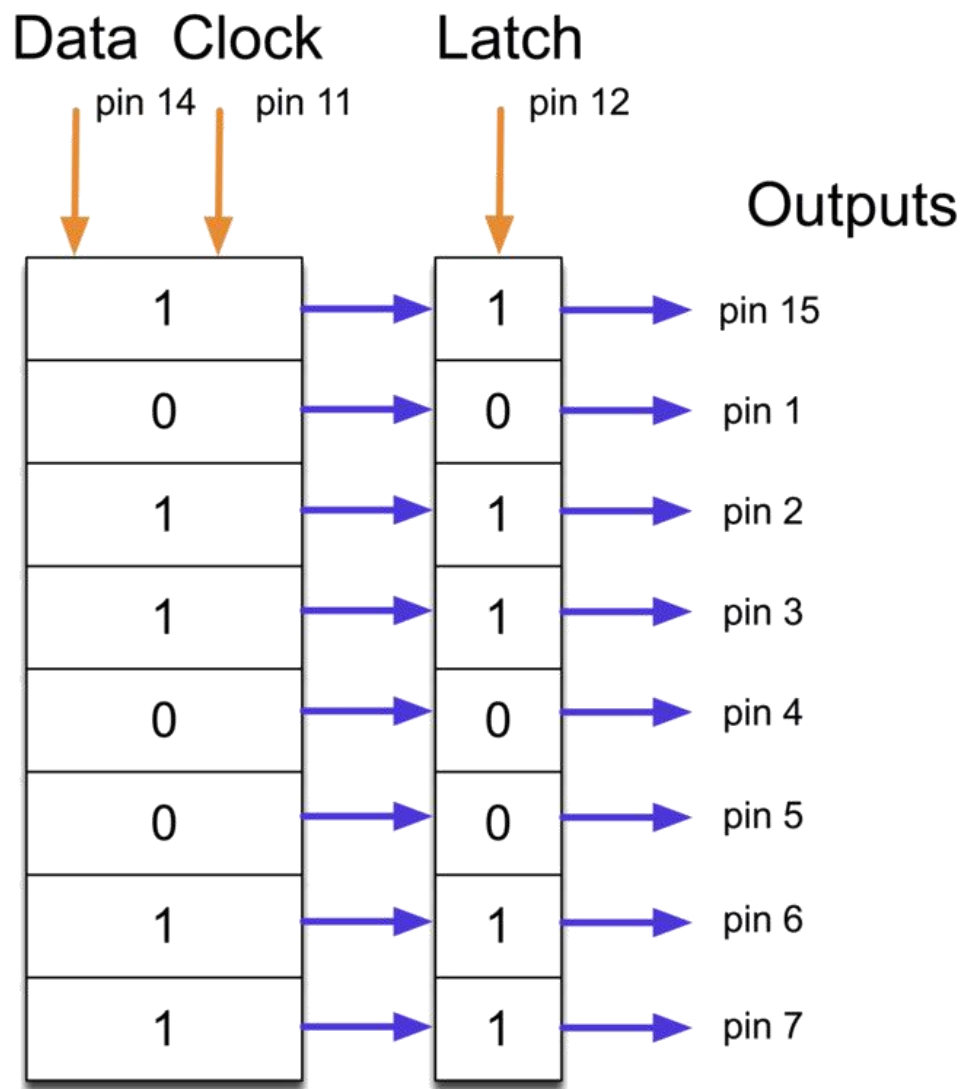 Data Clock Latch
pin 14 pin 11 pin 12
Outputs
1 1 pin 15
0 0 pin 1
1 1 pin 2
1 1 pin 3
0 0 pin 4
0 0 pin 5
1 1 pin 6
1 1 pin 7